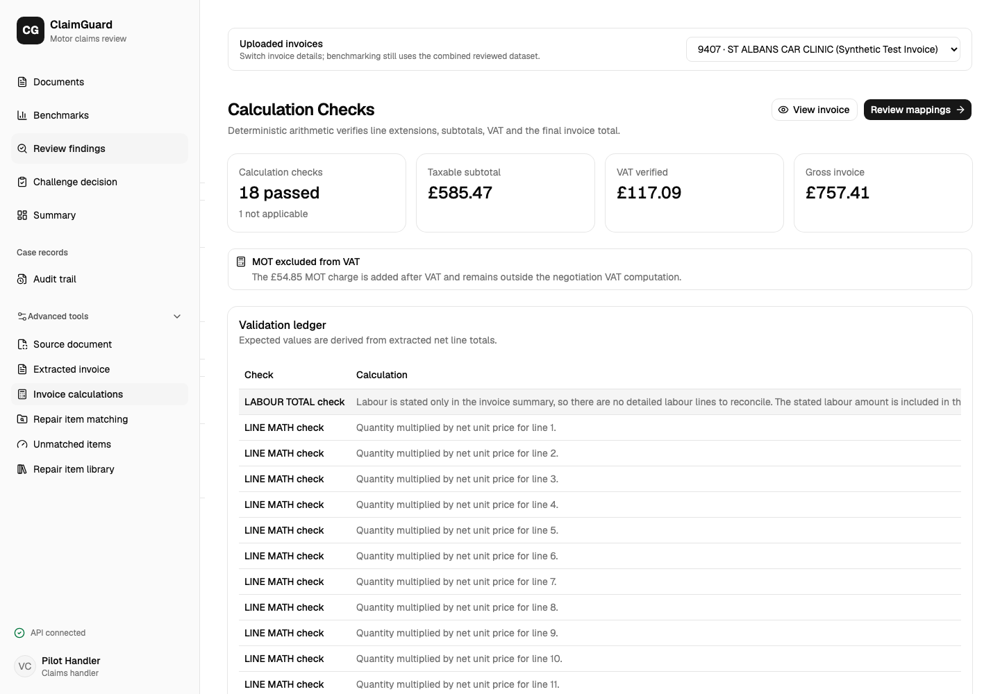 CG
ClaimGuard
Motor claims review
Documents
Benchmarks
Review findings
Challenge decision
Summary
Case records
Audit trail
Advanced tools
Source document
Extracted invoice
Invoice calculations
Repair item matching
Unmatched items
Repair item library
API connected
VC
Pilot Handler
Claims handler
Uploaded invoices
Switch invoice details; benchmarking still uses the combined reviewed dataset.
9407 · ST ALBANS CAR CLINIC (Synthetic Test Invoice)
Calculation Checks
Deterministic arithmetic verifies line extensions, subtotals, VAT and the final invoice total.
View invoice
Review mappings
Calculation checks
18 passed
1 not applicable
Taxable subtotal
£585.47
VAT verified
£117.09
Gross invoice
£757.41
MOT excluded from VAT
The £54.85 MOT charge is added after VAT and remains outside the negotiation VAT computation.
Validation ledger
Expected values are derived from extracted net line totals.
Check Calculation
LABOUR TOTAL check Labour is stated only in the invoice summary, so there are no detailed labour lines to reconcile. The stated labour amount is included in th
LINE MATH check Quantity multiplied by net unit price for line 1.
LINE MATH check Quantity multiplied by net unit price for line 2.
LINE MATH check Quantity multiplied by net unit price for line 3.
LINE MATH check Quantity multiplied by net unit price for line 4.
LINE MATH check Quantity multiplied by net unit price for line 5.
LINE MATH check Quantity multiplied by net unit price for line 6.
LINE MATH check Quantity multiplied by net unit price for line 7.
LINE MATH check Quantity multiplied by net unit price for line 8.
LINE MATH check Quantity multiplied by net unit price for line 9.
LINE MATH check Quantity multiplied by net unit price for line 10.
LINE MATH check Quantity multiplied by net unit price for line 11.